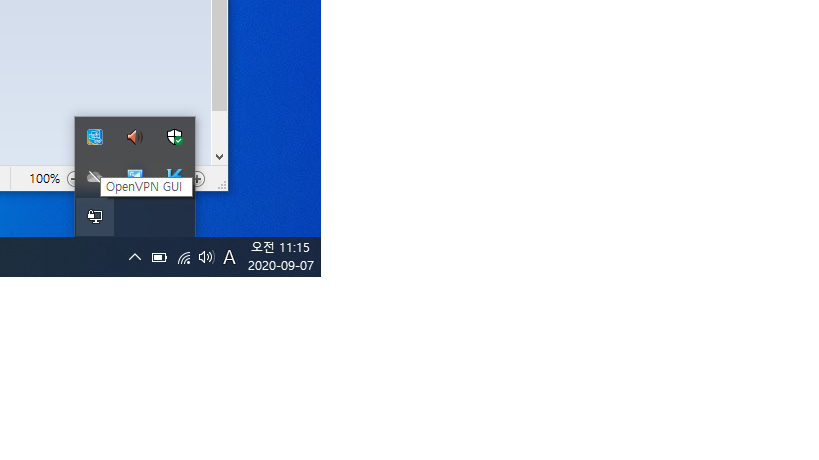 100%
OpenVPN GUI
A
오전 11:15
2020-09-07